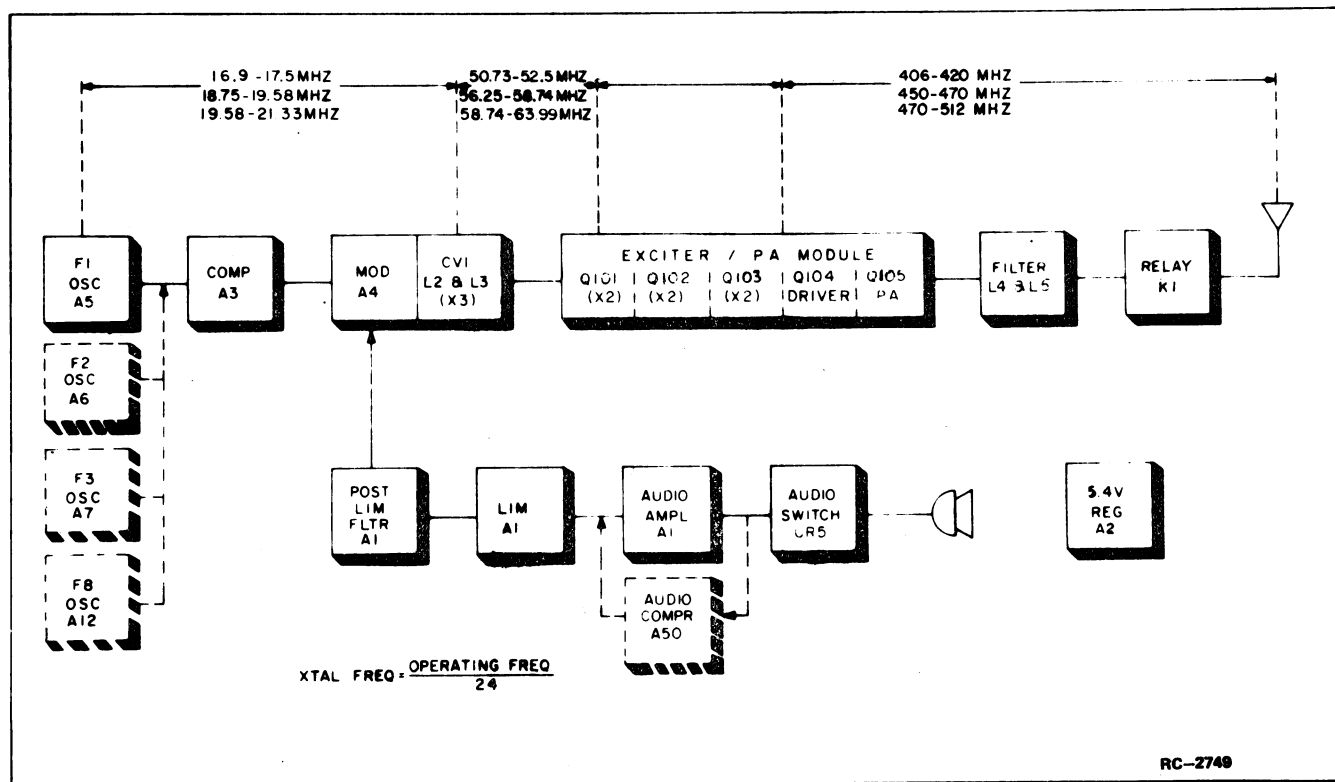 16.9 -17.5MHZ
18.75-19.58MHZ
19.58-21.33MHZ
50.73-52.5MHZ
56.25-58.74MHZ
58.74-63.99MHZ
406-420 MHZ
450-470 MHZ
470-512 MHZ
F1
OSC
A5
COMP
A3
MOD
A4
CV1
L2 & L3
(X3)
EXCITER / PA MODULE
Q101
(X2)
Q102
(X2)
Q103
(X2)
Q104
DRIVER
Q105
PA
FILTER
L4 & L5
RELAY
K1
F2
OSC
A6
F3
OSC
A7
F8
OSC
A12
POST
LIM
FLTR
A1
LIM
A1
AUDIO
AMPL
A1
AUDIO
SWITCH
CR5
5.4V
REG
A2
AUDIO
COMPR
A50
XTAL FREQ = OPERATING FREQ
24
RC-2749